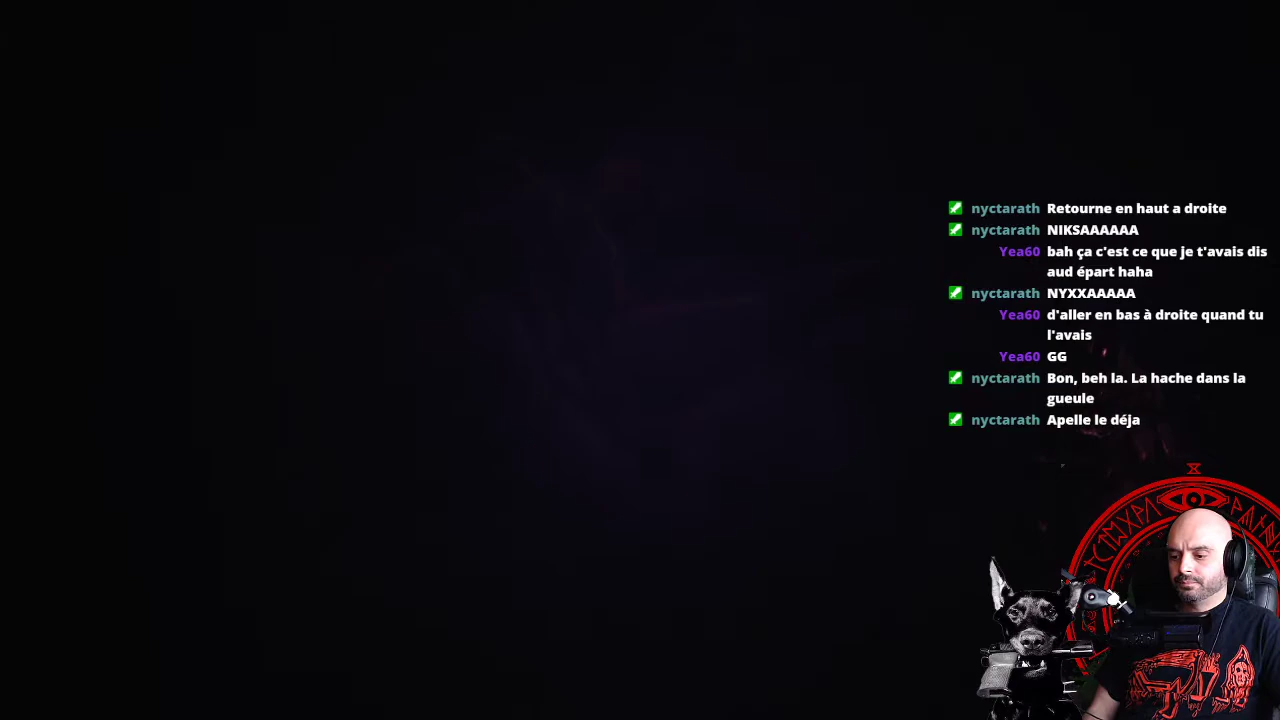 nyctarath Retourne en haut a droite
nyctarath NIKSAAAAAA
Yea60 bah ça c'est ce que je t'avais dis
aud épart haha
nyctarath NYXXAAAAA
Yea60 d'aller en bas à droite quand tu
l'avais
Yea60 GG
nyctarath Bon, beh la. La hache dans la
gueule
nyctarath Apelle le déja